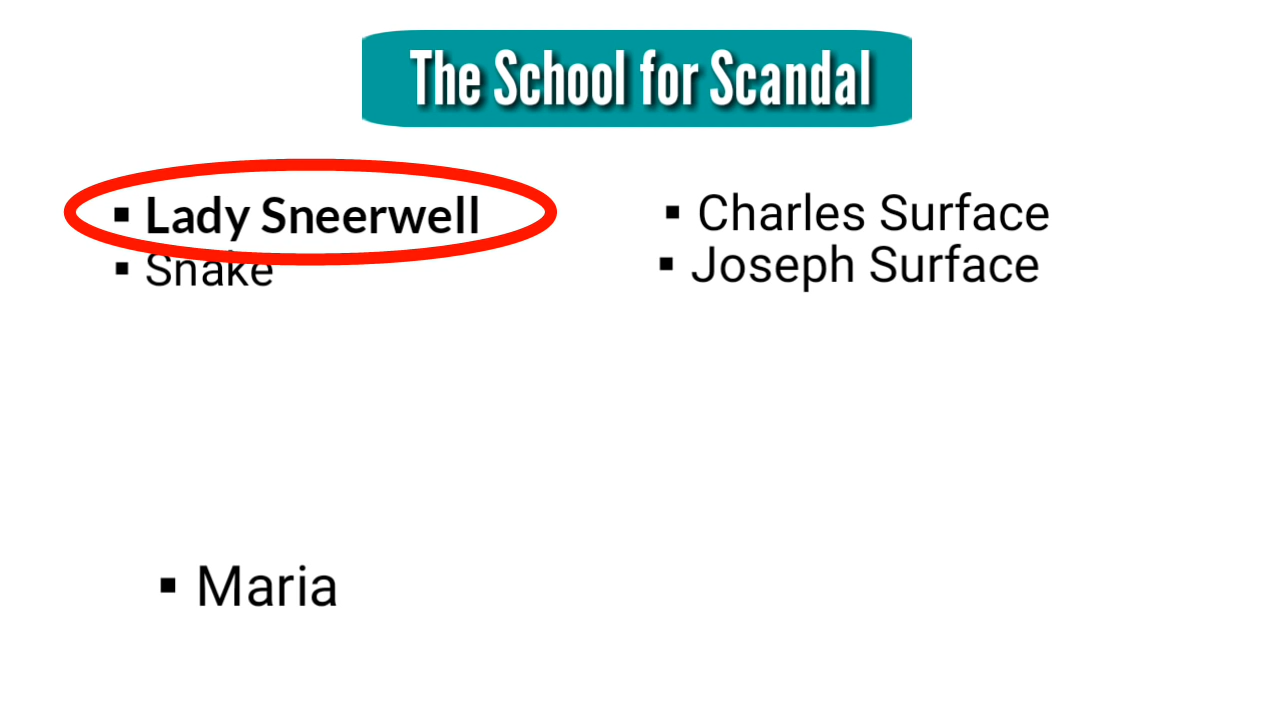 The School for Scandal
▪ Lady Sneerwell
▪ Snake
▪ Charles Surface
▪ Joseph Surface
▪ Maria